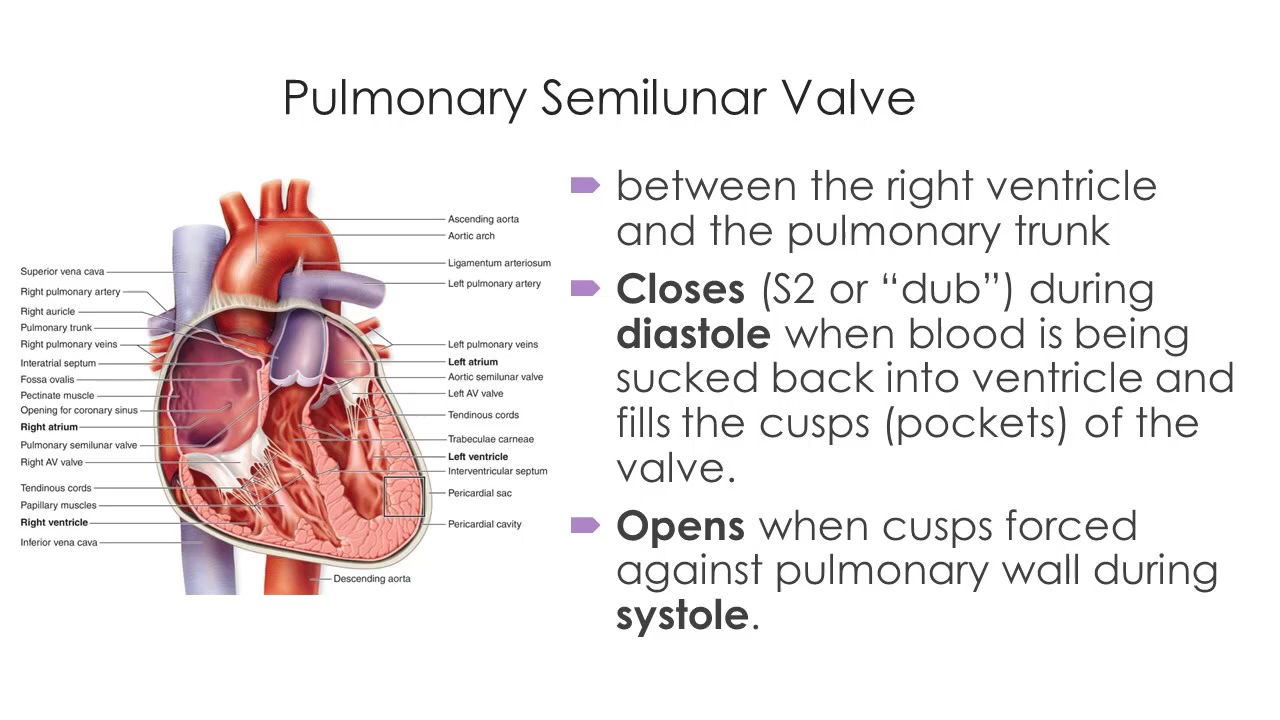 Pulmonary Semilunar Valve
Superior vena cava
Right pulmonary artery
Right auricle
Pulmonary trunk
Right pulmonary veins
Interatrial septum
Fossa ovalis
Pectinate muscle
Opening for coronary sinus
Right atrium
Pulmonary semilunar valve
Right AV valve
Tendinous cords
Papillary muscles
Right ventricle
Inferior vena cava
Ascending aorta
Aortic arch
Ligamentum arteriosum
Left pulmonary artery
Left pulmonary veins
Left atrium
Aortic semilunar valve
Left AV valve
Tendinous cords
Trabeculae carneae
Left ventricle
Interventricular septum
Pericardial sac
Pericardial cavity
Descending aorta
between the right ventricle
and the pulmonary trunk
Closes (S2 or “dub”) during
diastole when blood is being
sucked back into ventricle and
fills the cusps (pockets) of the
valve.
Opens when cusps forced
against pulmonary wall during
systole.